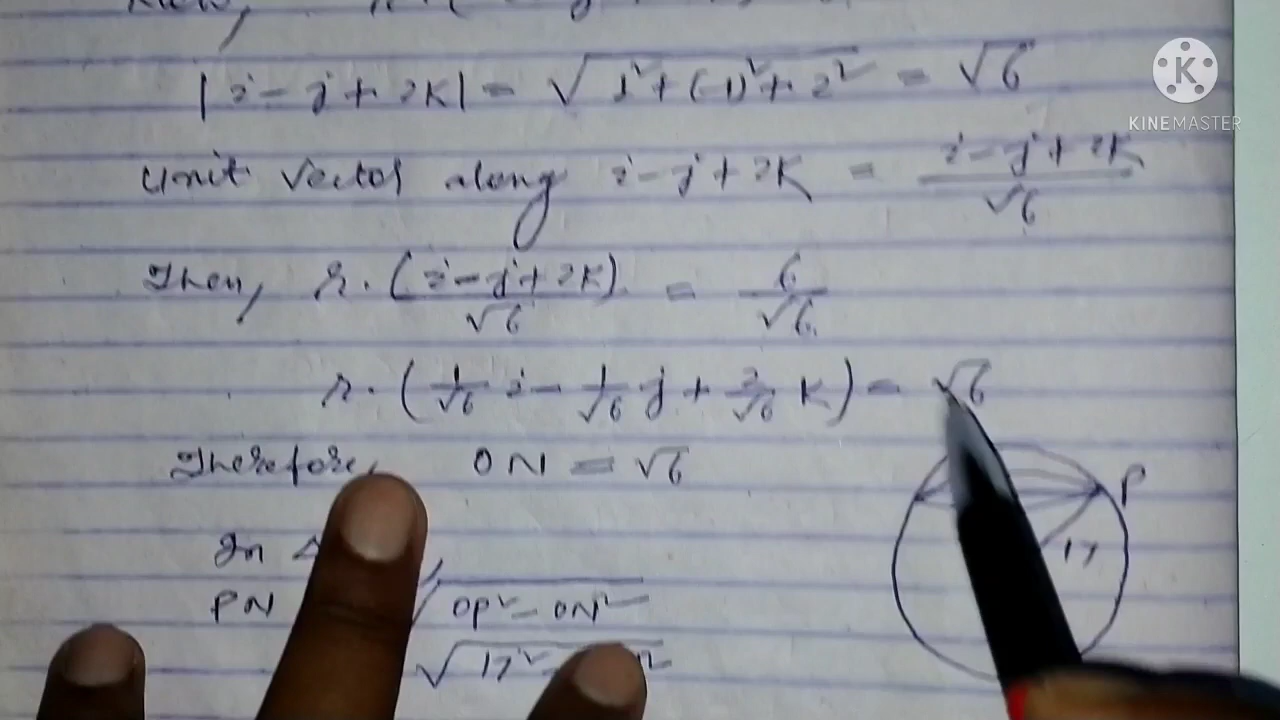 |i - j + 2k| = √1² + (-1)² + 2² = √6
K
KINEMASTER
Unit vector along i - j + 2k = i - j + 2k / √6
Then, r. (i - j + 2k) / √6 = 6 / √6.
r. (1/√6 i - 1/√6 j + 2/√6 k) = √6
Therefore, ON = √6
P
In Δ
17
PN √OP² - ON²
√17²